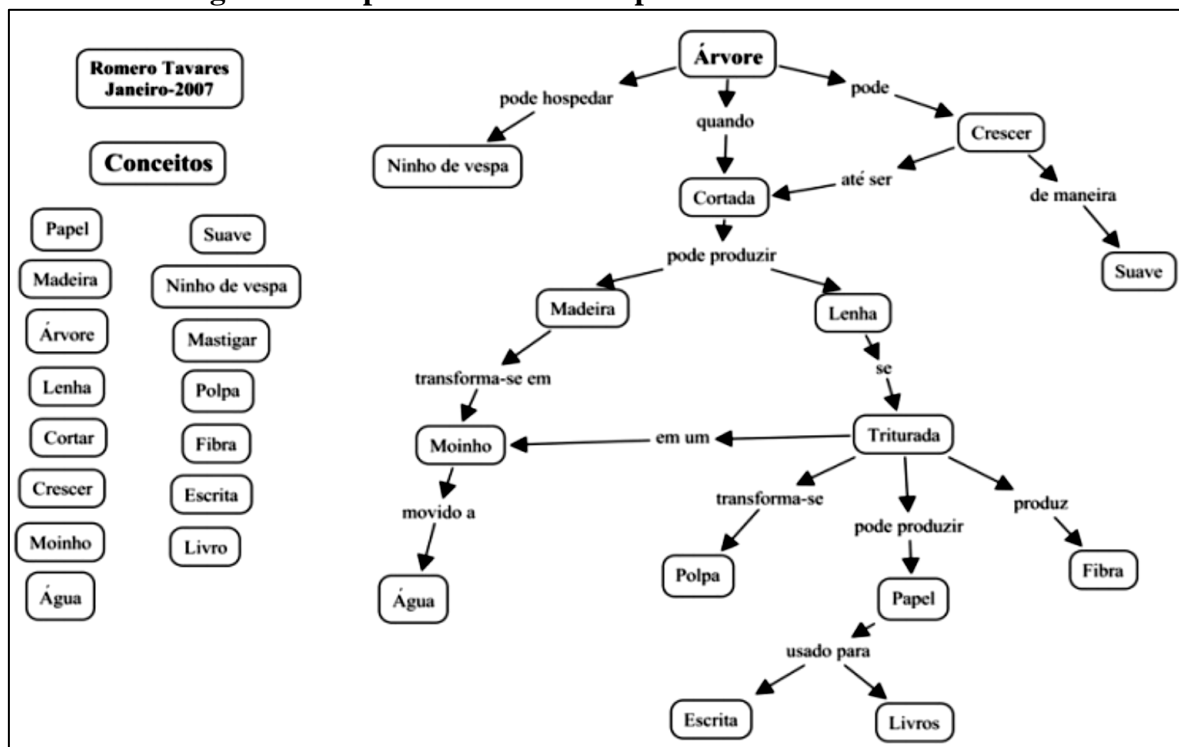 Romero Tavares
Janeiro-2007
Conceitos
Papel
Suave
Madeira
Ninho de vespa
Árvore
Mastigar
Lenha
Polpa
Cortar
Fibra
Crescer
Escrita
Moinho
Livro
Água
Árvore
pode hospedar
quando
pode
Ninho de vespa
Crescer
Cortada
até ser
de maneira
Suave
pode produzir
Madeira
Lenha
transforma-se em
se
Moinho
em um
Triturada
movido a
transforma-se
pode produzir
produz
Água
Polpa
Papel
Fibra
usado para
Escrita
Livros